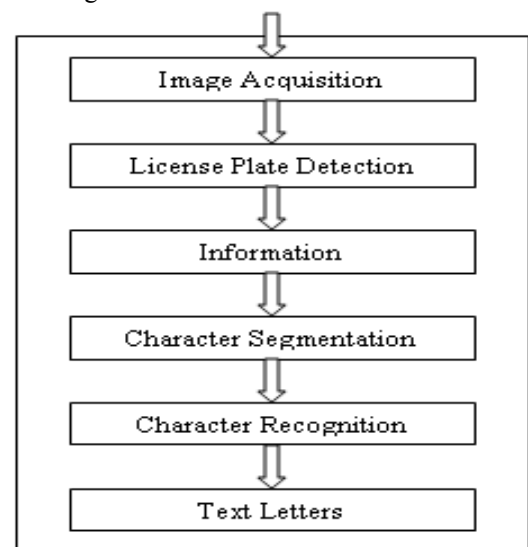 Image Acquisition
License Plate Detection
Information
Character Segmentation
Character Recognition
Text Letters